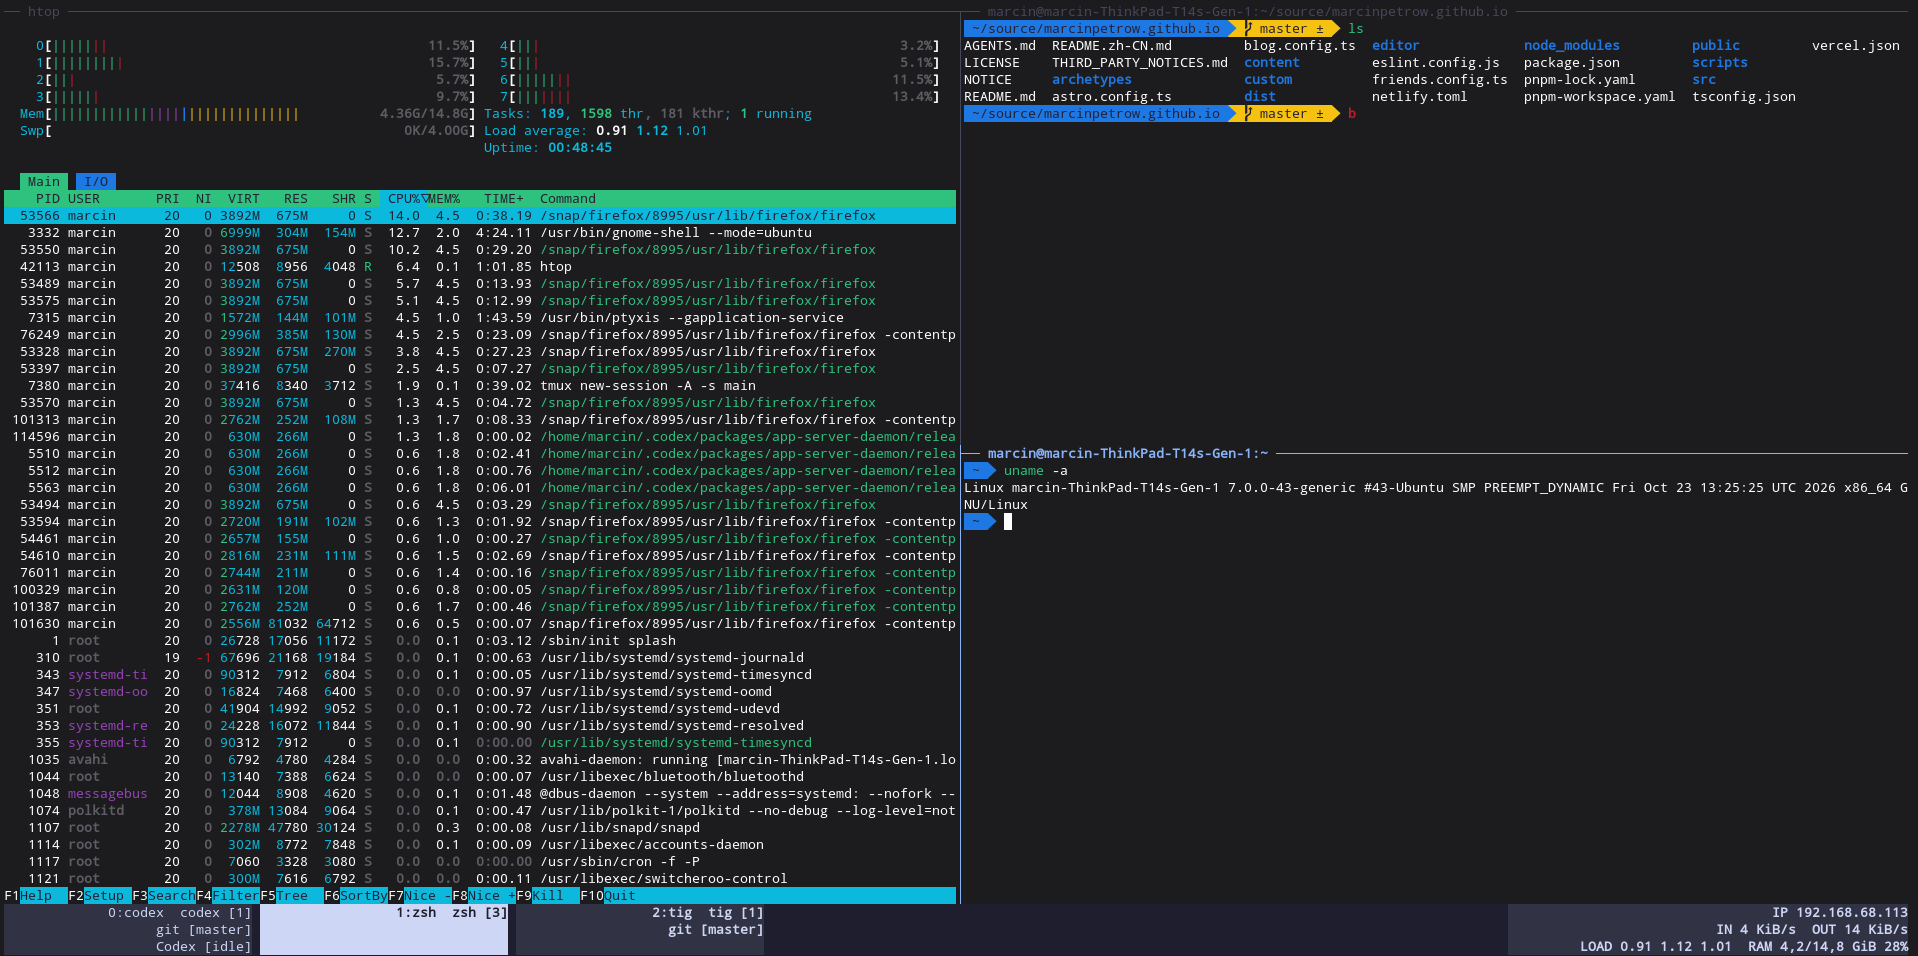 htop
0[ 11.5%] 4[ 3.2%]
1[ 15.7%] 5[ 5.1%]
2[ 5.7%] 6[ 11.5%]
3[ 9.7%] 7[ 13.4%]
Mem[ 4.36G/14.8G] Tasks: 189, 1598 thr, 181 kthr; 1 running
Swp[ 0K/4.00G] Load average: 0.91 1.12 1.01
Uptime: 00:48:45
Main I/O
PID USER PRI NI VIRT RES SHR S CPU%▽MEM% TIME+ Command
53566 marcin 20 0 3892M 675M 0 S 14.0 4.5 0:38.19 /snap/firefox/8995/usr/lib/firefox/firefox
3332 marcin 20 0 6999M 304M 154M S 12.7 2.0 4:24.11 /usr/bin/gnome-shell --mode=ubuntu
53550 marcin 20 0 3892M 675M 0 S 10.2 4.5 0:29.20 /snap/firefox/8995/usr/lib/firefox/firefox
42113 marcin 20 0 12508 8956 4048 R 6.4 0.1 1:01.85 htop
53489 marcin 20 0 3892M 675M 0 S 5.7 4.5 0:13.93 /snap/firefox/8995/usr/lib/firefox/firefox
53575 marcin 20 0 3892M 675M 0 S 5.1 4.5 0:12.99 /snap/firefox/8995/usr/lib/firefox/firefox
7315 marcin 20 0 1572M 144M 101M S 4.5 1.0 1:43.59 /usr/bin/ptyxis --gapplication-service
76249 marcin 20 0 2996M 385M 130M S 4.5 2.5 0:23.09 /snap/firefox/8995/usr/lib/firefox/firefox -contentp
53328 marcin 20 0 3892M 675M 270M S 3.8 4.5 0:27.23 /snap/firefox/8995/usr/lib/firefox/firefox
53397 marcin 20 0 3892M 675M 0 S 2.5 4.5 0:07.27 /snap/firefox/8995/usr/lib/firefox/firefox
7380 marcin 20 0 37416 8340 3712 S 1.9 0.1 0:39.02 tmux new-session -A -s main
53570 marcin 20 0 3892M 675M 0 S 1.3 4.5 0:04.72 /snap/firefox/8995/usr/lib/firefox/firefox
101313 marcin 20 0 2762M 252M 108M S 1.3 1.7 0:08.33 /snap/firefox/8995/usr/lib/firefox/firefox -contentp
114596 marcin 20 0 630M 266M 0 S 1.3 1.8 0:00.02 /home/marcin/.codex/packages/app-server-daemon/relea
5510 marcin 20 0 630M 266M 0 S 0.6 1.8 0:02.41 /home/marcin/.codex/packages/app-server-daemon/relea
5512 marcin 20 0 630M 266M 0 S 0.6 1.8 0:00.76 /home/marcin/.codex/packages/app-server-daemon/relea
5563 marcin 20 0 630M 266M 0 S 0.6 1.8 0:06.01 /home/marcin/.codex/packages/app-server-daemon/relea
53494 marcin 20 0 3892M 675M 0 S 0.6 4.5 0:03.29 /snap/firefox/8995/usr/lib/firefox/firefox
53594 marcin 20 0 2720M 191M 102M S 0.6 1.3 0:01.92 /snap/firefox/8995/usr/lib/firefox/firefox -contentp
54461 marcin 20 0 2657M 155M 0 S 0.6 1.0 0:00.27 /snap/firefox/8995/usr/lib/firefox/firefox -contentp
54610 marcin 20 0 2816M 231M 111M S 0.6 1.5 0:02.69 /snap/firefox/8995/usr/lib/firefox/firefox -contentp
76011 marcin 20 0 2744M 211M 0 S 0.6 1.4 0:00.16 /snap/firefox/8995/usr/lib/firefox/firefox -contentp
100329 marcin 20 0 2631M 120M 0 S 0.6 0.8 0:00.05 /snap/firefox/8995/usr/lib/firefox/firefox -contentp
101387 marcin 20 0 2762M 252M 0 S 0.6 1.7 0:00.46 /snap/firefox/8995/usr/lib/firefox/firefox -contentp
101630 marcin 20 0 2556M 81032 64712 S 0.6 0.5 0:00.07 /snap/firefox/8995/usr/lib/firefox/firefox -contentp
1 root 20 0 26728 17056 11172 S 0.0 0.1 0:03.12 /sbin/init splash
310 root 19 -1 67696 21168 19184 S 0.0 0.1 0:00.63 /usr/lib/systemd/systemd-journald
343 systemd-ti 20 0 90312 7912 6804 S 0.0 0.1 0:00.05 /usr/lib/systemd/systemd-timesyncd
347 systemd-oo 20 0 16824 7468 6400 S 0.0 0.0 0:00.97 /usr/lib/systemd/systemd-oomd
351 root 20 0 41904 14992 9052 S 0.0 0.1 0:00.72 /usr/lib/systemd/systemd-udevd
353 systemd-re 20 0 24228 16072 11844 S 0.0 0.1 0:00.90 /usr/lib/systemd/systemd-resolved
355 systemd-ti 20 0 90312 7912 0 S 0.0 0.1 0:00.00 /usr/lib/systemd/systemd-timesyncd
1035 avahi 20 0 6792 4780 4284 S 0.0 0.0 0:00.32 avahi-daemon: running [marcin-ThinkPad-T14s-Gen-1.lo
1044 root 20 0 13140 7388 6624 S 0.0 0.0 0:00.07 /usr/libexec/bluetooth/bluetoothd
1048 messagebus 20 0 12044 8908 4620 S 0.0 0.1 0:01.48 @dbus-daemon --system --address=systemd: --nofork --
1074 polkitd 20 0 378M 13084 9064 S 0.0 0.1 0:00.47 /usr/lib/polkit-1/polkitd --no-debug --log-level=not
1107 root 20 0 2278M 47780 30124 S 0.0 0.3 0:00.08 /usr/lib/snapd/snapd
1114 root 20 0 302M 8772 7848 S 0.0 0.1 0:00.09 /usr/libexec/accounts-daemon
1117 root 20 0 7060 3328 3080 S 0.0 0.0 0:00.00 /usr/sbin/cron -f -P
1121 root 20 0 300M 7616 6792 S 0.0 0.0 0:00.11 /usr/libexec/switcheroo-control
F1Help F2Setup F3SearchF4FilterF5Tree F6SortByF7Nice -F8Nice +F9Kill F10Quit
marcin@marcin-ThinkPad-T14s-Gen-1:~/source/marcinpetrow.github.io
~/source/marcinpetrow.github.io master ± ls
AGENTS.md README.zh-CN.md blog.config.ts editor node_modules public vercel.json
LICENSE THIRD_PARTY_NOTICES.md content eslint.config.js package.json scripts
NOTICE archetypes custom friends.config.ts pnpm-lock.yaml src
README.md astro.config.ts dist netlify.toml pnpm-workspace.yaml tsconfig.json
~/source/marcinpetrow.github.io master ± b
marcin@marcin-ThinkPad-T14s-Gen-1:~
~ uname -a
Linux marcin-ThinkPad-T14s-Gen-1 7.0.0-43-generic #43-Ubuntu SMP PREEMPT_DYNAMIC Fri Oct 23 13:25:25 UTC 2026 x86_64 G
NU/Linux
~
0:codex codex [1]
git [master]
Codex [idle]
1:zsh zsh [3]
2:tig tig [1]
git [master]
IP 192.168.68.113
IN 4 KiB/s OUT 14 KiB/s
LOAD 0.91 1.12 1.01 RAM 4,2/14,8 GiB 28%